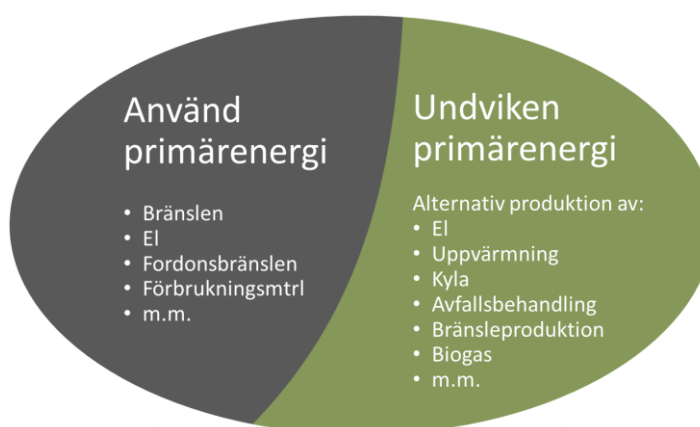 Använd
primärenergi
• Bränslen
• El
• Fordonsbränslen
• Förbrukningsmtrl
• m.m.
Undviken
primärenergi
Alternativ produktion av:
• El
• Uppvärmning
• Kyla
• Avfallsbehandling
• Bränsleproduktion
• Biogas
• m.m.